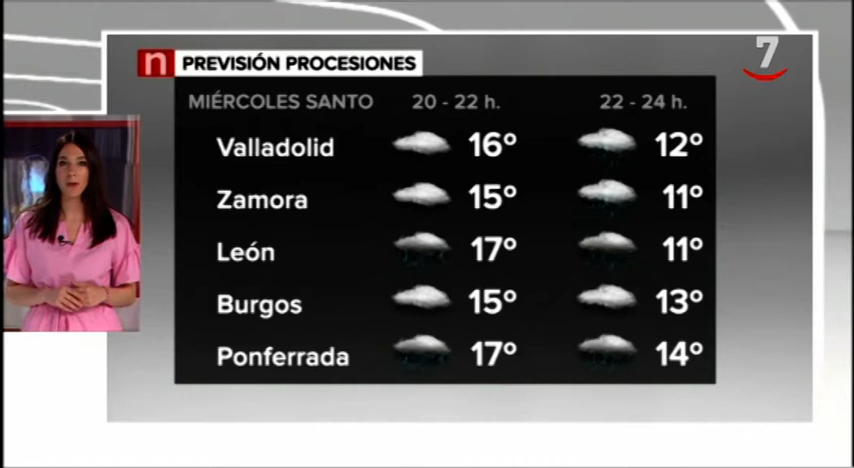 7
n PREVISIÓN PROCESIONES
MIÉRCOLES SANTO 20 - 22 h. 22 - 24 h.
Valladolid 16º 12º
Zamora 15º 11º
León 17º 11º
Burgos 15º 13º
Ponferrada 17º 14º